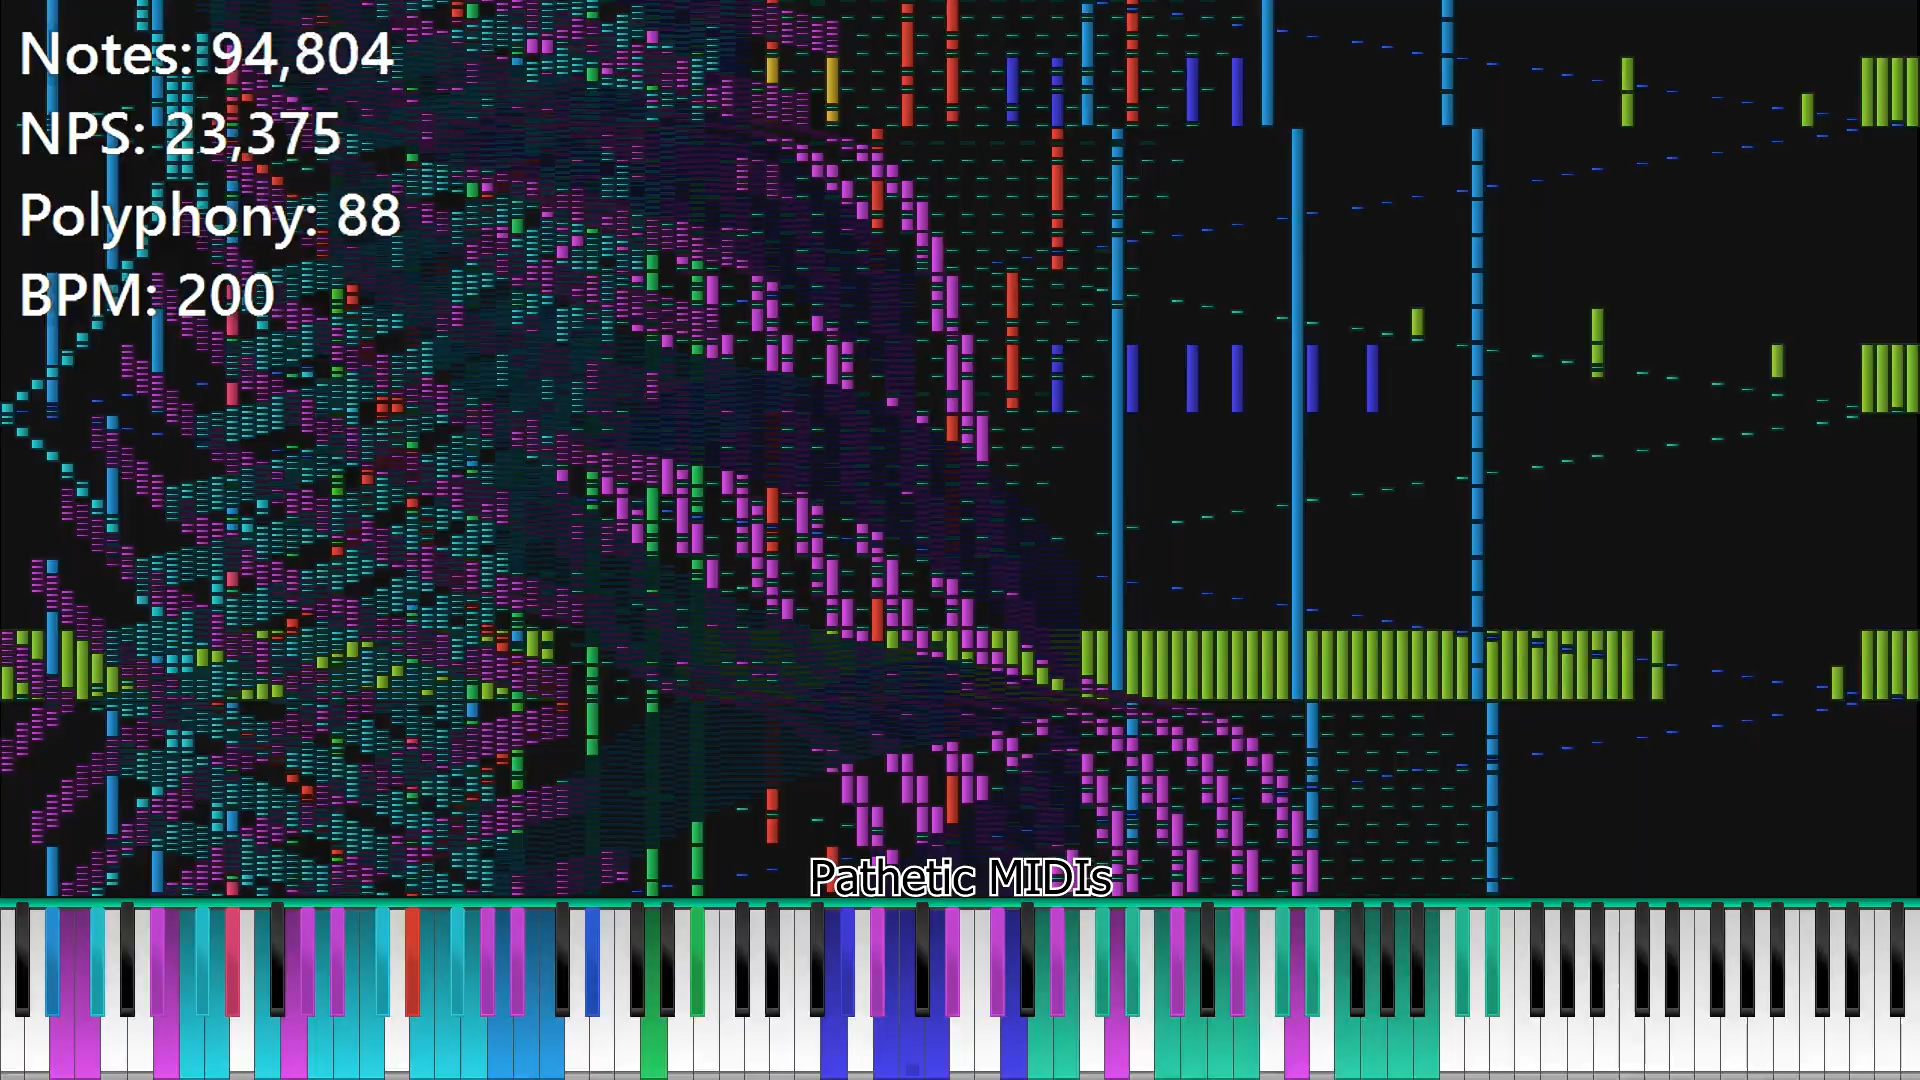 Notes: 94,804
NPS: 23,375
Polyphony: 88
BPM: 200
Pathetic MIDIs